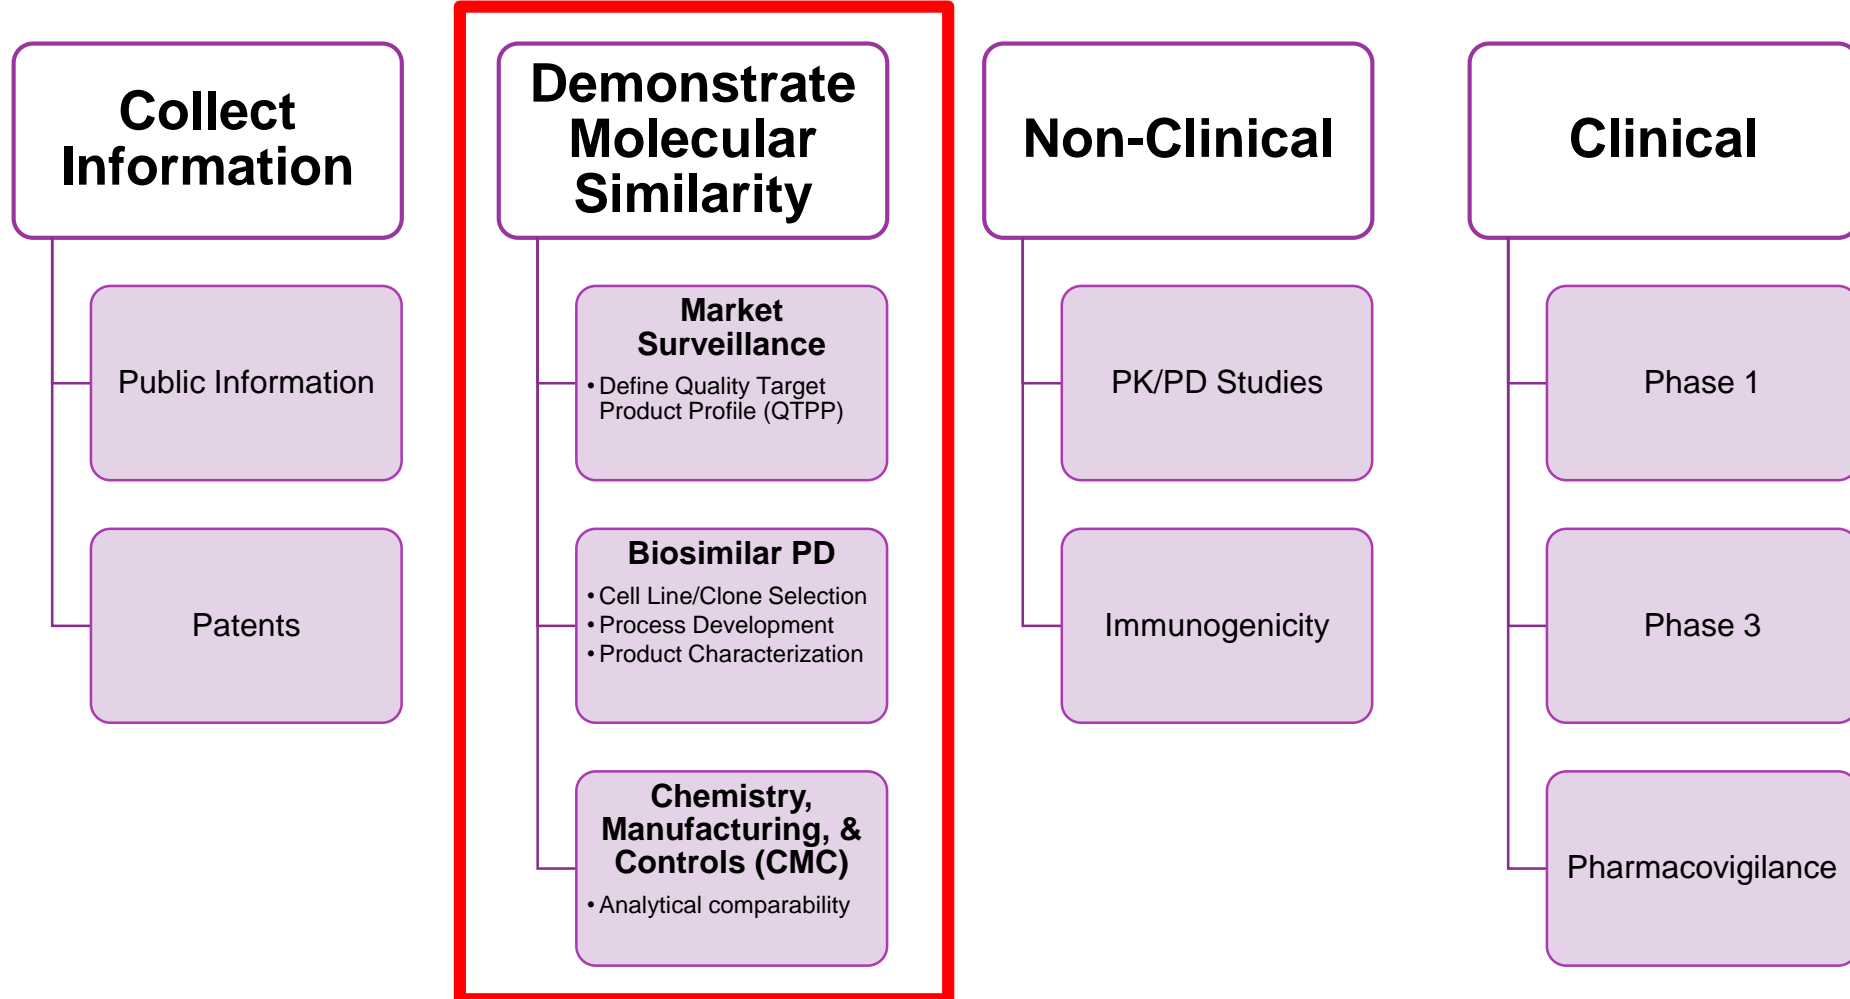 Collect
Information
Public Information
Patents
Demonstrate
Molecular
Similarity
Market
Surveillance
• Define Quality Target
Product Profile (QTPP)
Biosimilar PD
• Cell Line/Clone Selection
• Process Development
• Product Characterization
Chemistry,
Manufacturing, &
Controls (CMC)
• Analytical comparability
Non-Clinical
PK/PD Studies
Immunogenicity
Clinical
Phase 1
Phase 3
Pharmacovigilance